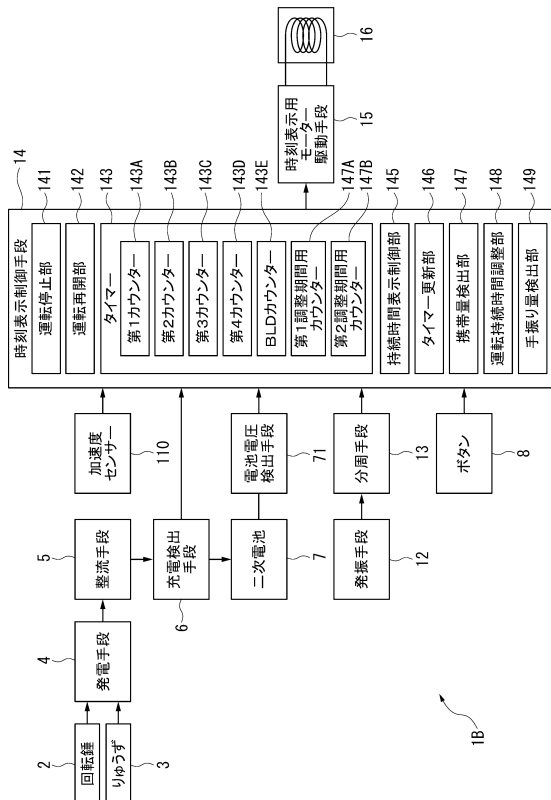 2
回転錘
3
りゅうず
4
発電手段
5
整流手段
6
充電検出
手段
7
二次電池
110
加速度
センサー
71
電池電圧
検出手段
12
発振手段
13
分周手段
8
ボタン
14
時刻表示制御手段
141
運転停止部
142
運転再開部
143
タイマー
143A
第1カウンター
143B
第2カウンター
143C
第3カウンター
143D
第4カウンター
143E
BLDカウンター
147A
第1調整期間用
カウンター
147B
第2調整期間用
カウンター
145
持続時間表示制御部
146
タイマー更新部
147
携帯量検出部
148
運転持続時間調整部
149
手振り量検出部
15
時刻表示用
モーター
駆動手段
16
1B